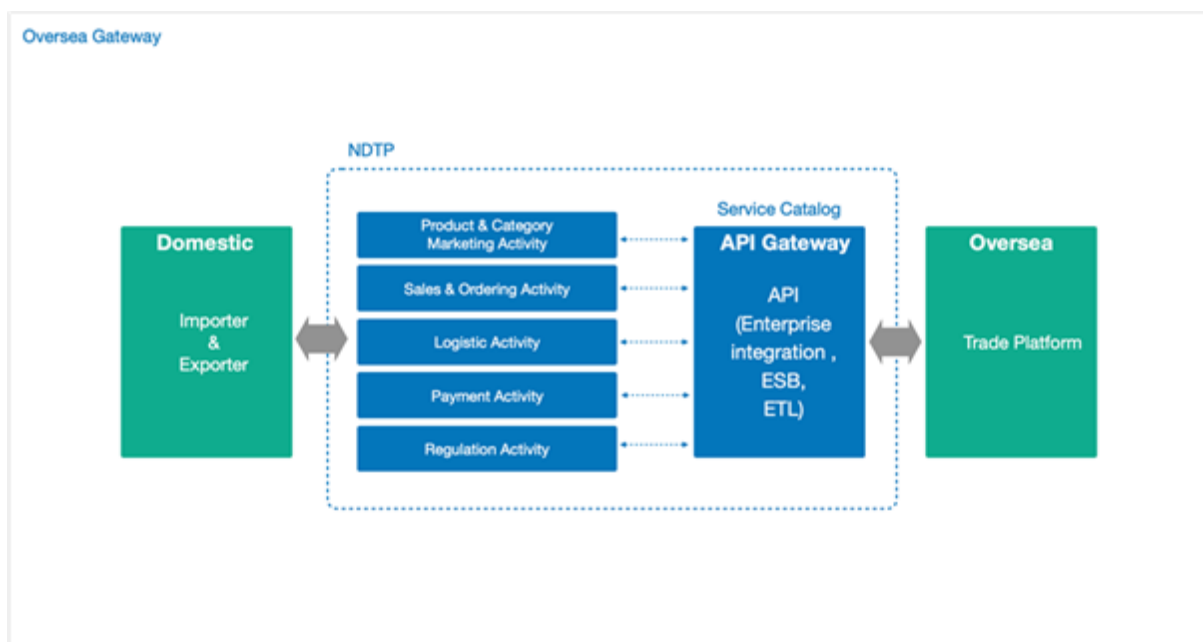 Oversea Gateway
NDTP
Domestic
Importer
&
Exporter
Product & Category
Marketing Activity
Sales & Ordering Activity
Logistic Activity
Payment Activity
Regulation Activity
Service Catalog
API Gateway
API
(Enterprise
integration ,
ESB,
ETL)
Oversea
Trade Platform